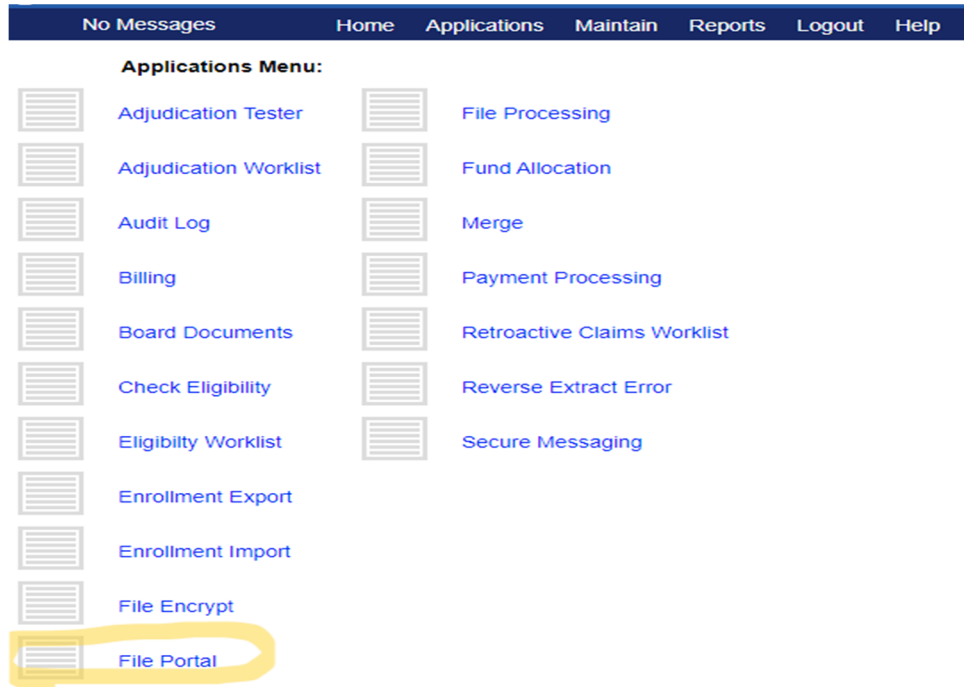 No Messages Home Applications Maintain Reports Logout Help
Applications Menu:
Adjudication Tester
Adjudication Worklist
Audit Log
Billing
Board Documents
Check Eligibility
Eligibilty Worklist
Enrollment Export
Enrollment Import
File Encrypt
File Portal
File Processing
Fund Allocation
Merge
Payment Processing
Retroactive Claims Worklist
Reverse Extract Error
Secure Messaging